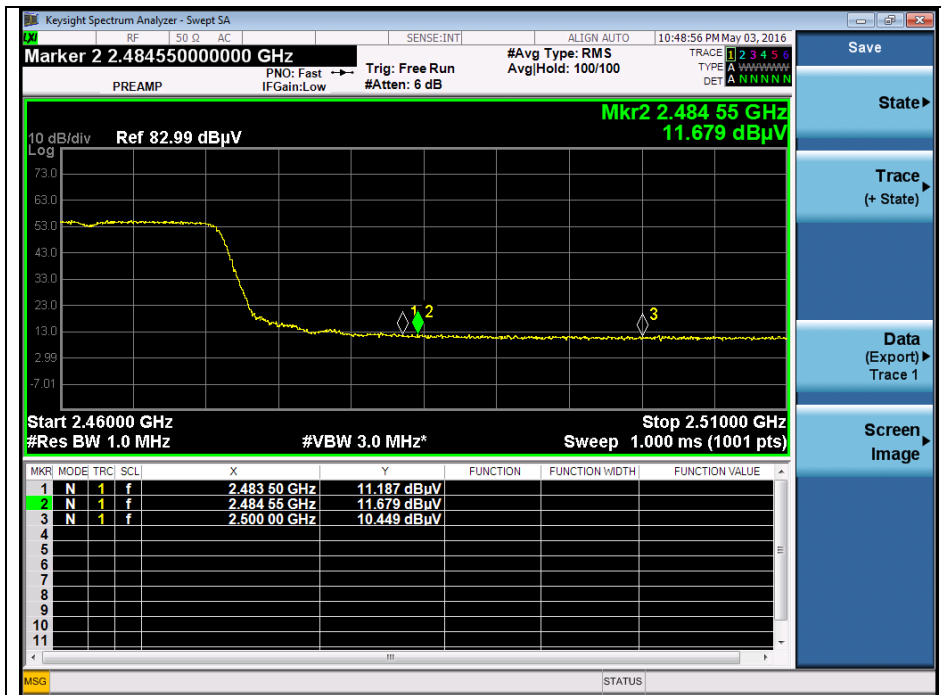 Keysight Spectrum Analyzer - Swept SA
LXI RF 50 Ω AC SENSE:INT ALIGN AUTO 10:48:56 PM May 03, 2016
Marker 2 2.484550000000 GHz
PREAMP
PNO: Fast
IFGain:Low
Trig: Free Run
#Atten: 6 dB
#Avg Type: RMS
Avg|Hold: 100/100
TRACE 1 2 3 4 5 6
TYPE A WWWWW
DET A N N N N N
Mkr2 2.484 55 GHz
11.679 dBµV
10 dB/div Ref 82.99 dBµV
Log
73.0
63.0
53.0
43.0
33.0
23.0
13.0
2.99
-7.01
1 2
3
Start 2.46000 GHz Stop 2.51000 GHz
#Res BW 1.0 MHz #VBW 3.0 MHz* Sweep 1.000 ms (1001 pts)
MKR MODE TRC SCL X Y FUNCTION FUNCTION WIDTH FUNCTION VALUE
1 N 1 f 2.483 50 GHz 11.187 dBµV
2 N 1 f 2.484 55 GHz 11.679 dBµV
3 N 1 f 2.500 00 GHz 10.449 dBµV
4
5
6
7
8
9
10
11
MSG STATUS
Save
State
Trace
(+ State)
Data
(Export)
Trace 1
Screen
Image